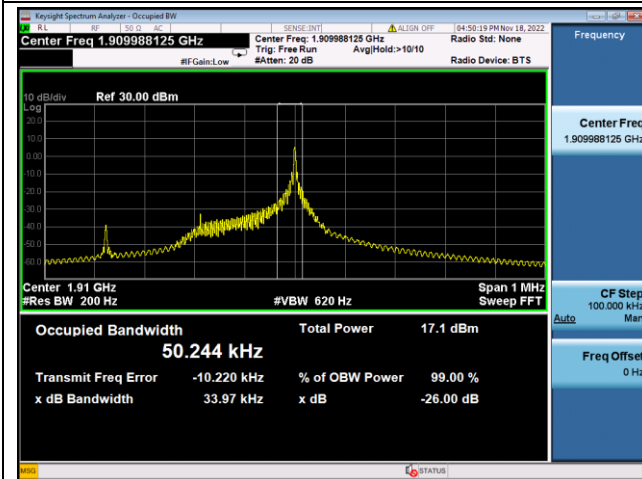 Keysight Spectrum Analyzer - Occupied BW
RL RF 50 Ω AC SENSE:INT ALIGN OFF 04:50:19 PM Nov 18, 2022
Center Freq 1.909988125 GHz Center Freq: 1.909988125 GHz Radio Std: None
Trig: Free Run Avg|Hold:>10/10
#IFGain:Low #Atten: 20 dB Radio Device: BTS
10 dB/div Ref 30.00 dBm
Log
20.0
10.0
0.00
-10.0
-20.0
-30.0
-40.0
-50.0
-60.0
Center 1.91 GHz Span 1 MHz
#Res BW 200 Hz #VBW 620 Hz Sweep FFT
Occupied Bandwidth Total Power 17.1 dBm
50.244 kHz
Transmit Freq Error -10.220 kHz % of OBW Power 99.00 %
x dB Bandwidth 33.97 kHz x dB -26.00 dB
MSG STATUS
Frequency
Center Freq
1.909988125 GHz
CF Step
100.000 kHz
Auto Man
Freq Offset
0 Hz